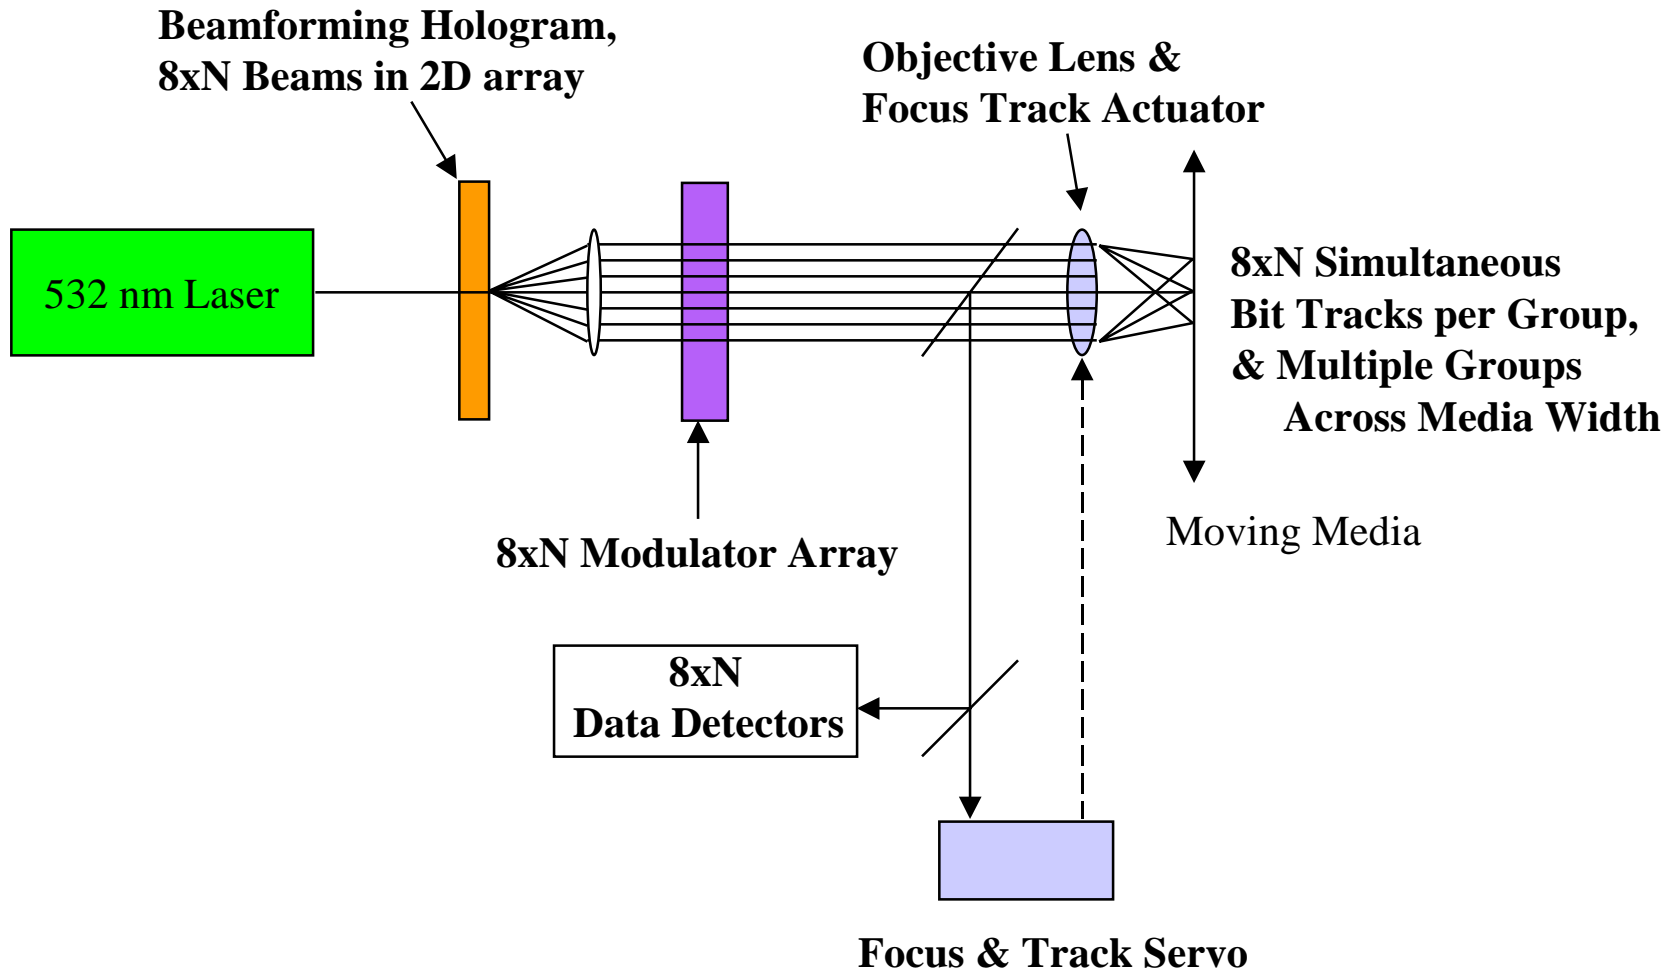 Beamforming Hologram,
8xN Beams in 2D array
Objective Lens &
Focus Track Actuator
532 nm Laser
8xN Simultaneous
Bit Tracks per Group,
& Multiple Groups
Across Media Width
Moving Media
8xN Modulator Array
8xN
Data Detectors
Focus & Track Servo